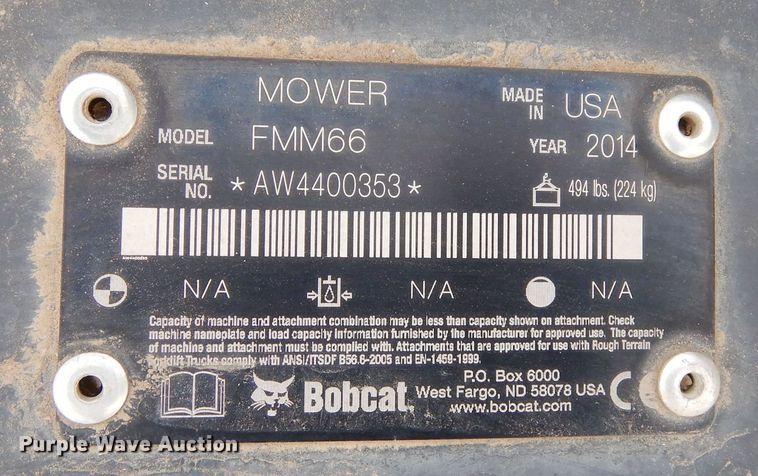 MOWER
MADE IN USA
MODEL FMM66
YEAR 2014
SERIAL NO. *AW4400353*
494 lbs. (224 kg)
AW4400353
N/A N/A N/A
Capacity of machine and attachment combination may be less than capacity shown on attachment. Check
machine nameplate and load capacity information furnished by the manufacturer for approved use. The capacity
of machine and attachment must be complied with. Attachments that are approved for use with Rough Terrain
Forklift Trucks comply with ANSI/ITSDF B56.6-2005 and EN-1459-1999.
Bobcat.
P.O. Box 6000
West Fargo, ND 58078 USA
www.bobcat.com
C
Purple Wave Auction